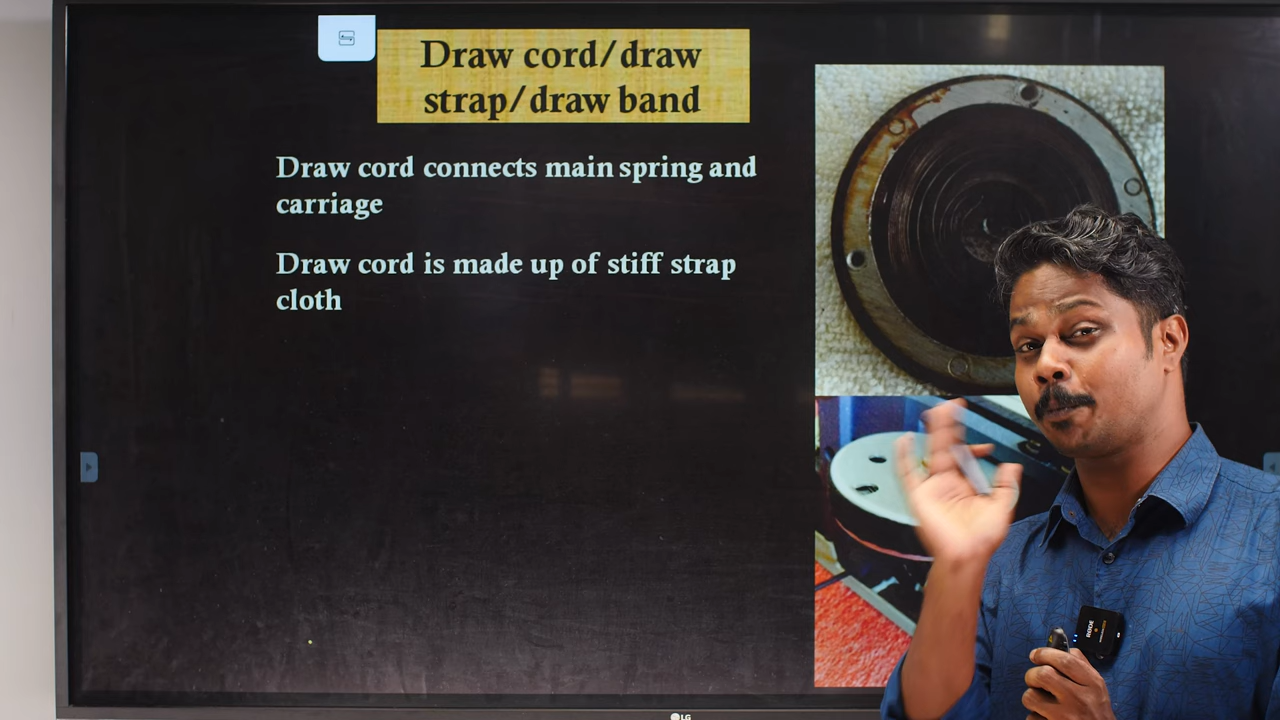 Draw cord/draw
strap/draw band
Draw cord connects main spring and
carriage
Draw cord is made up of stiff strap
cloth
RODE
LG